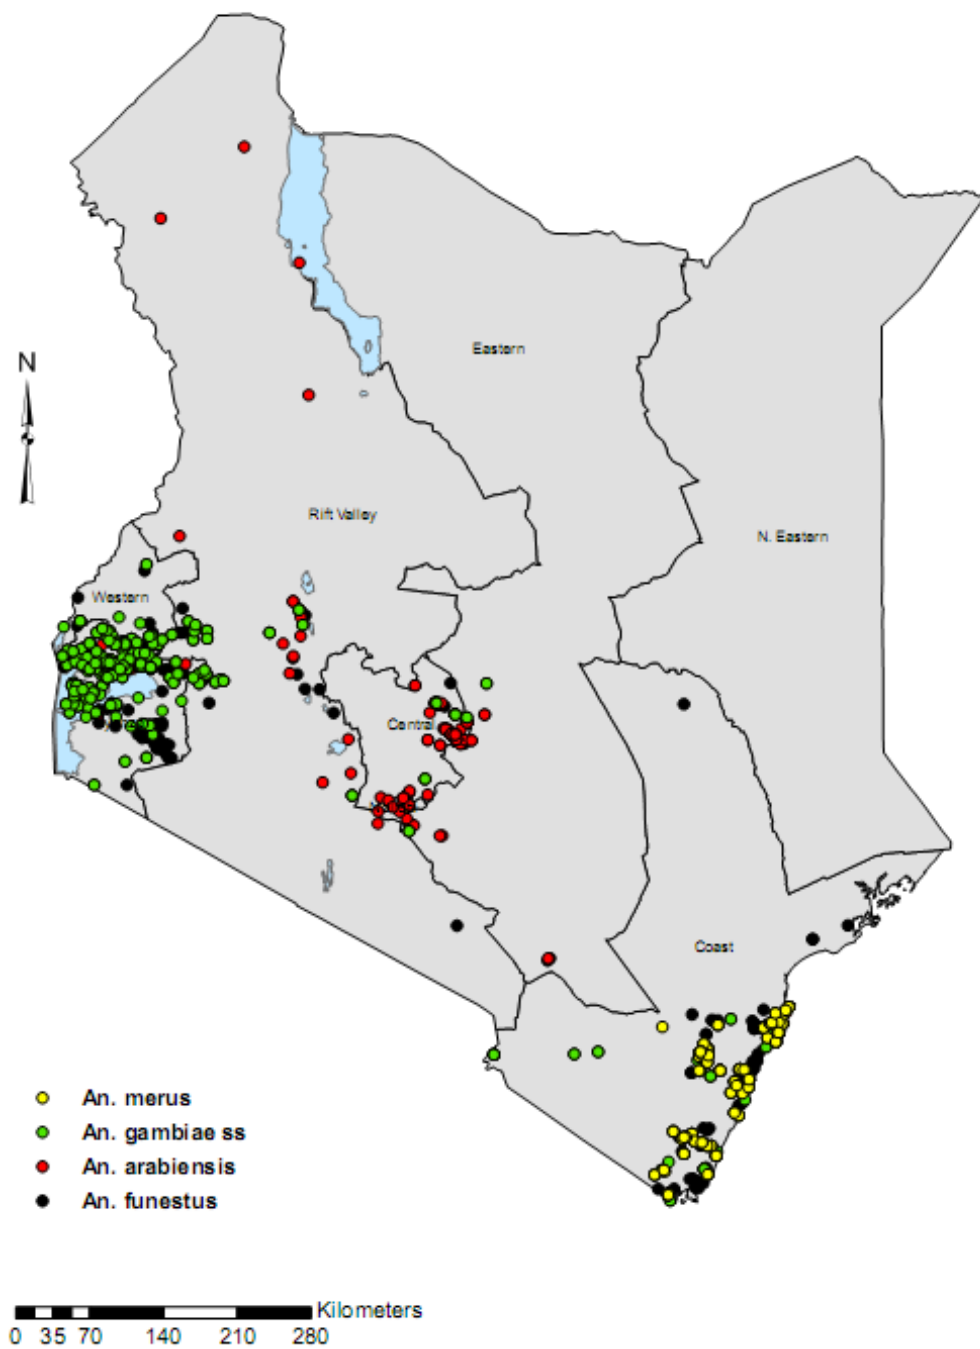 N
Eastern
Rift Valley
N. Eastern
Western
Central
Coast
An. merus
An. gambiae ss
An. arabiensis
An. funestus
Kilometers
0 35 70 140 210 280